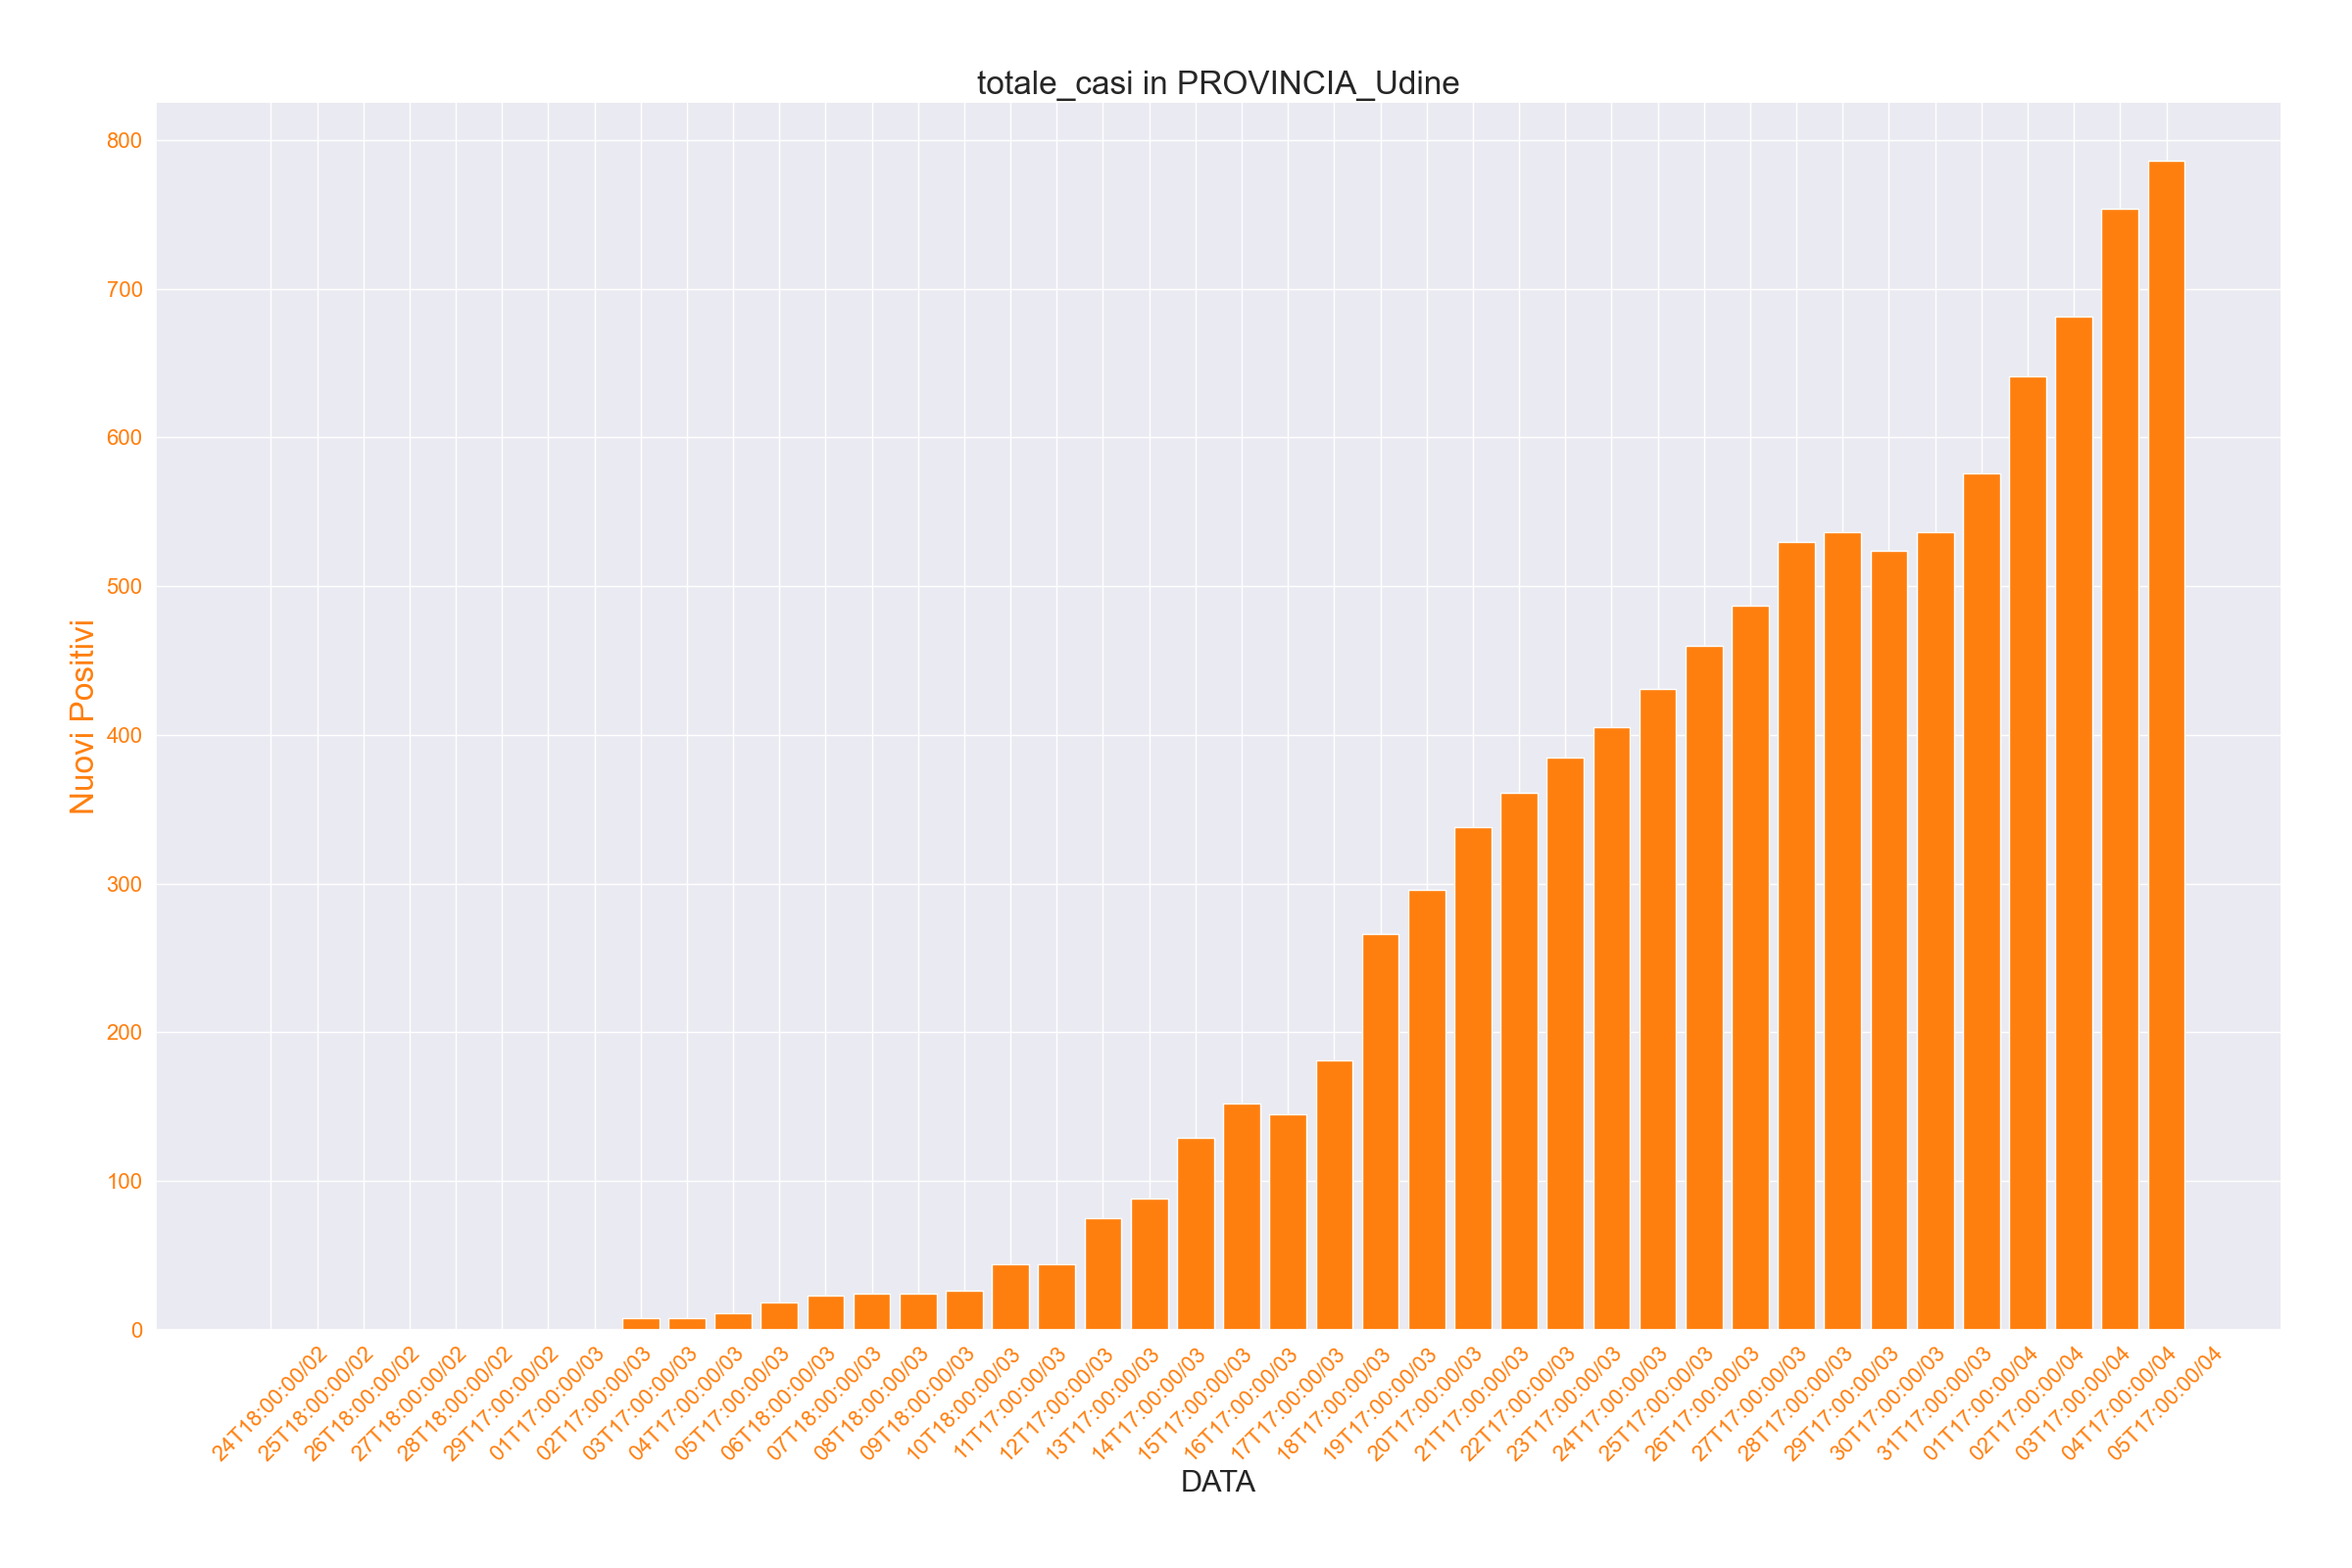 totale_casi in PROVINCIA_Udine
800
700
600
500
400
300
200
100
0
Nuovi Positivi
24T18:00:00/02
25T18:00:00/02
26T18:00:00/02
27T18:00:00/02
28T18:00:00/02
29T17:00:00/02
01T17:00:00/03
02T17:00:00/03
03T17:00:00/03
04T17:00:00/03
05T17:00:00/03
06T18:00:00/03
07T18:00:00/03
08T18:00:00/03
09T18:00:00/03
10T18:00:00/03
11T17:00:00/03
12T17:00:00/03
13T17:00:00/03
14T17:00:00/03
15T17:00:00/03
16T17:00:00/03
17T17:00:00/03
18T17:00:00/03
19T17:00:00/03
20T17:00:00/03
21T17:00:00/03
22T17:00:00/03
23T17:00:00/03
24T17:00:00/03
25T17:00:00/03
26T17:00:00/03
27T17:00:00/03
28T17:00:00/03
29T17:00:00/03
30T17:00:00/03
31T17:00:00/03
01T17:00:00/04
02T17:00:00/04
03T17:00:00/04
04T17:00:00/04
05T17:00:00/04
DATA